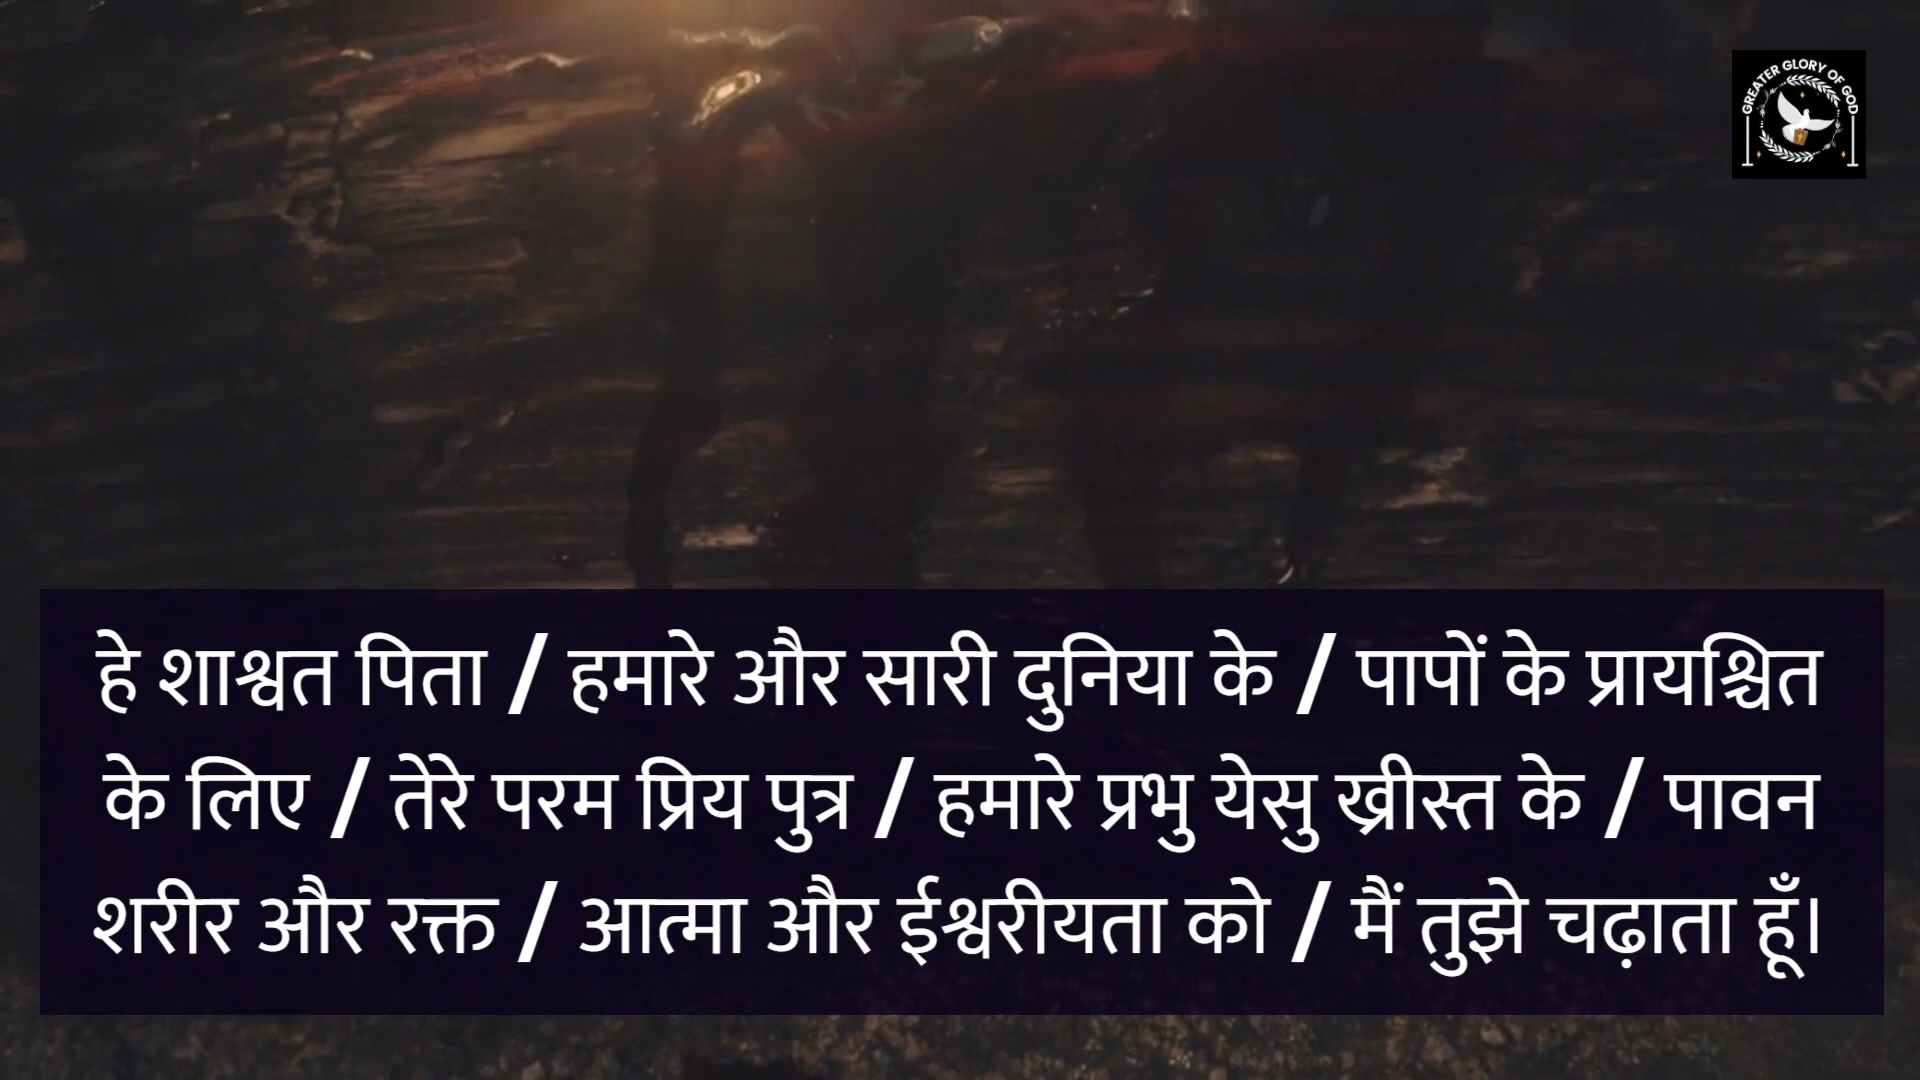 GREATER GLORY OF GOD
हे शाश्वत पिता / हमारे और सारी दुनिया के / पापों के प्रायश्चित
के लिए / तेरे परम प्रिय पुत्र / हमारे प्रभु येसु ख्रीस्त के / पावन
शरीर और रक्त / आत्मा और ईश्वरीयता को / मैं तुझे चढ़ाता हूँ।